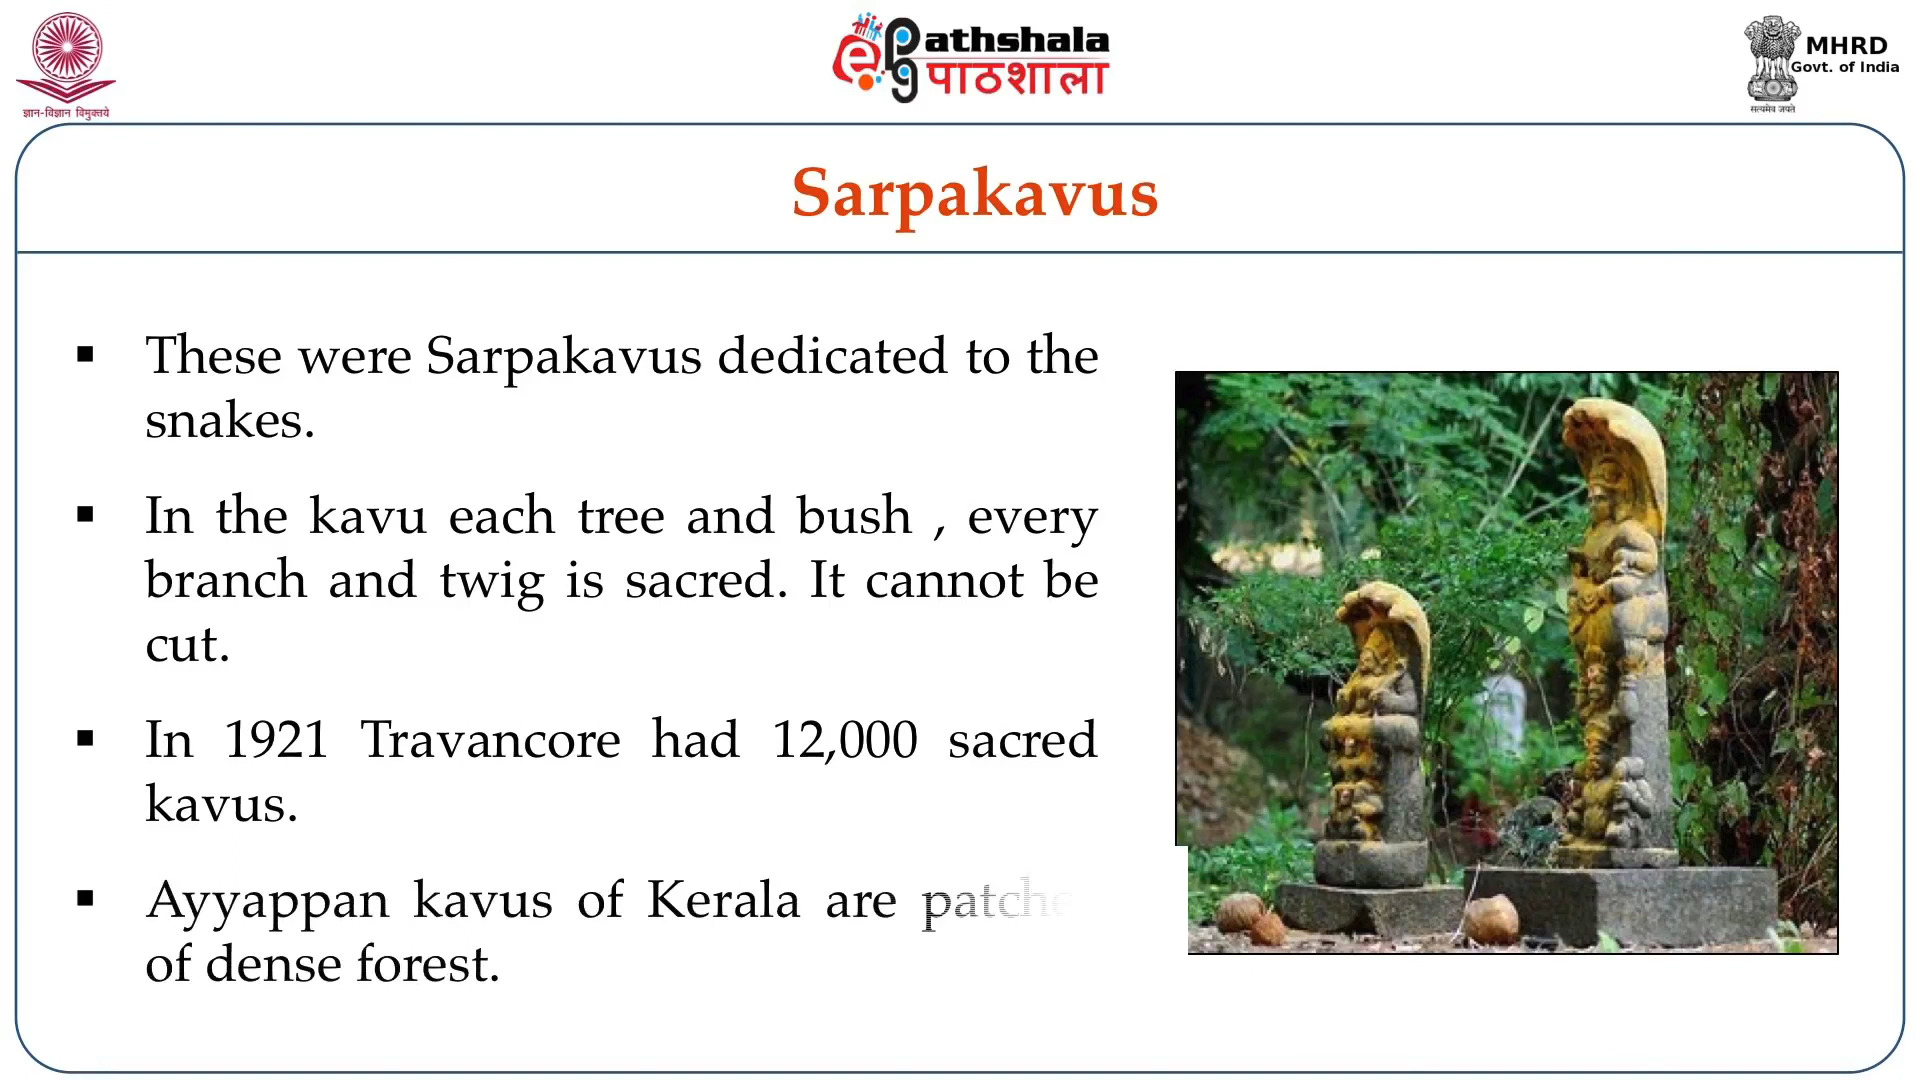 ज्ञान-विज्ञान विमुक्तये
ePathshala
पाठशाला
MHRD
Govt. of India
सत्यमेव जयते
Sarpakavus
▪ These were Sarpakavus dedicated to the
snakes.
▪ In the kavu each tree and bush , every
branch and twig is sacred. It cannot be
cut.
▪ In 1921 Travancore had 12,000 sacred
kavus.
▪ Ayyappan kavus of Kerala are
of dense forest.